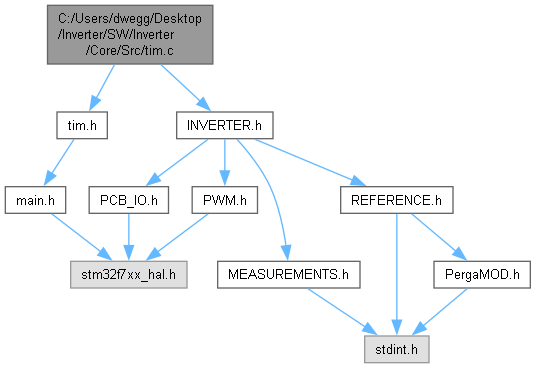 C:/Users/dwegg/Desktop
/Inverter/SW/Inverter
/Core/Src/tim.c
tim.h
INVERTER.h
main.h
PCB_IO.h
PWM.h
REFERENCE.h
stm32f7xx_hal.h
MEASUREMENTS.h
PergaMOD.h
stdint.h